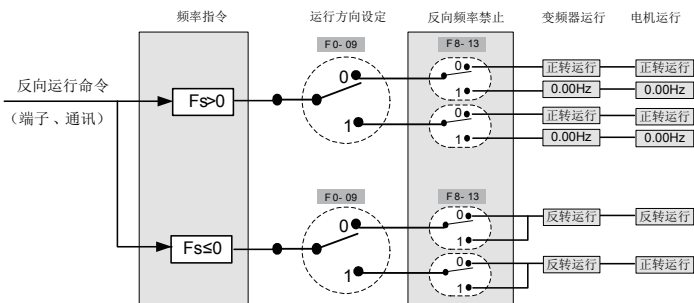 频率指令 运行方向设定 反向频率禁止 变频器运行 电机运行
F0- 09 F8- 13
反向运行命令
(端子、通讯)
Fs>0
0
1
0 正转运行 正转运行
1 0.00Hz 0.00Hz
0 正转运行 正转运行
1 0.00Hz 0.00Hz
F0- 09 F8- 13
Fs≤0
0
1
0 反转运行 反转运行
1
0 反转运行 正转运行
1